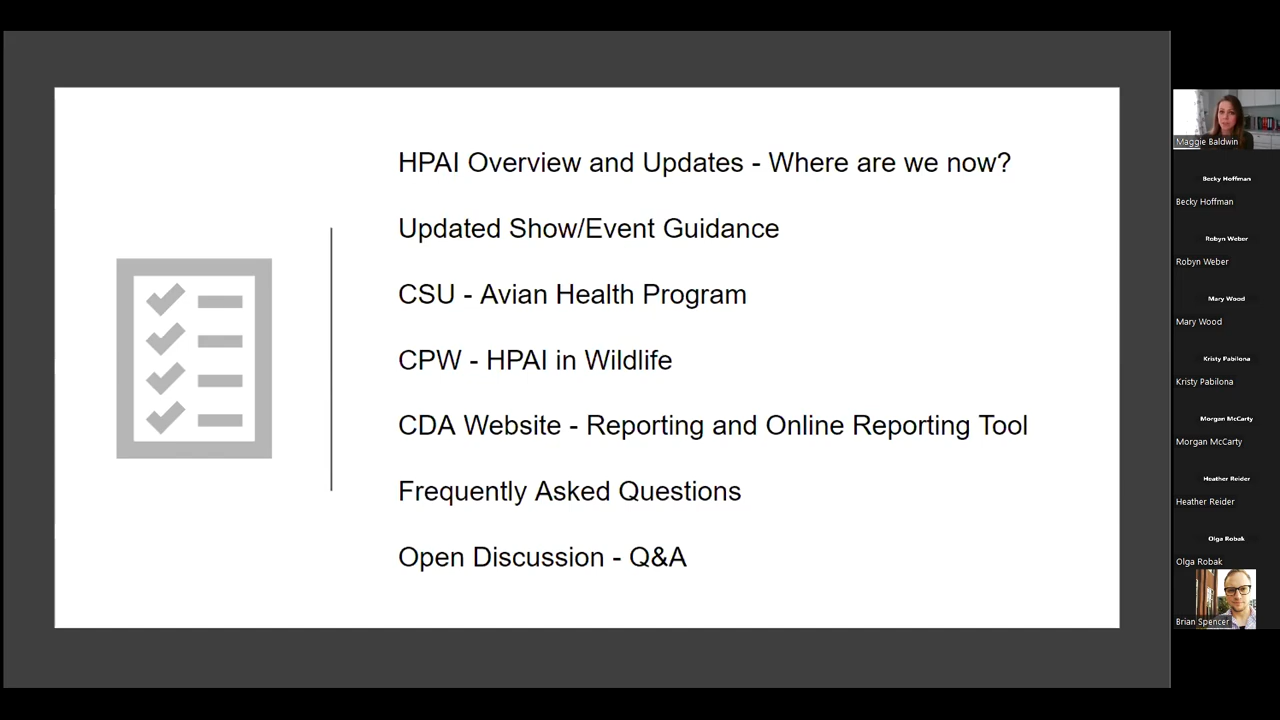 HPAI Overview and Updates - Where are we now?
Updated Show/Event Guidance
CSU - Avian Health Program
CPW - HPAI in Wildlife
CDA Website - Reporting and Online Reporting Tool
Frequently Asked Questions
Open Discussion - Q&A
Maggie Baldwin
Becky Hoffman
Becky Hoffman
Robyn Weber
Robyn Weber
Mary Wood
Mary Wood
Kristy Pabilona
Kristy Pabilona
Morgan McCarty
Morgan McCarty
Heather Reider
Heather Reider
Olga Robak
Olga Robak
Brian Spencer